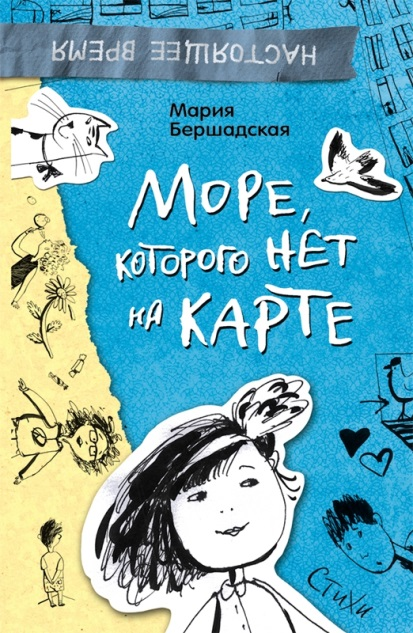 НАСТОЯЩЕЕ ВРЕМЯ
Мария
Бершадская
МОРЕ,
КОТОРОГО НЕТ
НА КАРТЕ
СТИХИ